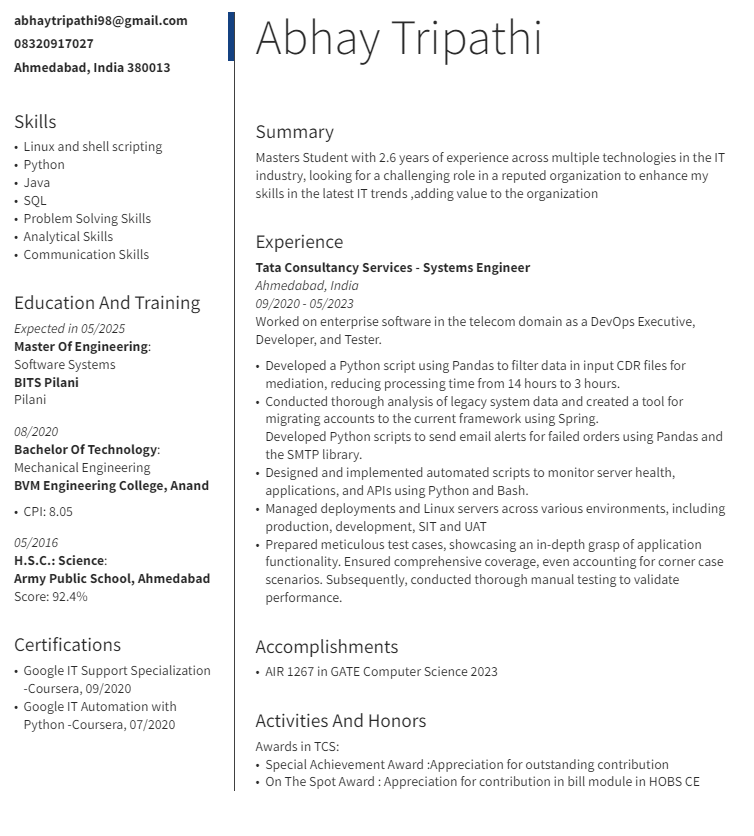 abhaytripathi98@gmail.com
08320917027
Ahmedabad, India 380013
Skills
• Linux and shell scripting
• Python
• Java
• SQL
• Problem Solving Skills
• Analytical Skills
• Communication Skills
Education And Training
Expected in 05/2025
Master Of Engineering:
Software Systems
BITS Pilani
Pilani
08/2020
Bachelor Of Technology:
Mechanical Engineering
BVM Engineering College, Anand
• CPI: 8.05
05/2016
H.S.C.: Science:
Army Public School, Ahmedabad
Score: 92.4%
Certifications
• Google IT Support Specialization
-Coursera, 09/2020
• Google IT Automation with
Python -Coursera, 07/2020
Abhay Tripathi
Summary
Masters Student with 2.6 years of experience across multiple technologies in the IT
industry, looking for a challenging role in a reputed organization to enhance my
skills in the latest IT trends ,adding value to the organization
Experience
Tata Consultancy Services - Systems Engineer
Ahmedabad, India
09/2020 - 05/2023
Worked on enterprise software in the telecom domain as a DevOps Executive,
Developer, and Tester.
• Developed a Python script using Pandas to filter data in input CDR files for
mediation, reducing processing time from 14 hours to 3 hours.
• Conducted thorough analysis of legacy system data and created a tool for
migrating accounts to the current framework using Spring.
Developed Python scripts to send email alerts for failed orders using Pandas and
the SMTP library.
• Designed and implemented automated scripts to monitor server health,
applications, and APIs using Python and Bash.
• Managed deployments and Linux servers across various environments, including
production, development, SIT and UAT
• Prepared meticulous test cases, showcasing an in-depth grasp of application
functionality. Ensured comprehensive coverage, even accounting for corner case
scenarios. Subsequently, conducted thorough manual testing to validate
performance.
Accomplishments
• AIR 1267 in GATE Computer Science 2023
Activities And Honors
Awards in TCS:
• Special Achievement Award :Appreciation for outstanding contribution
• On The Spot Award : Appreciation for contribution in bill module in HOBS CE